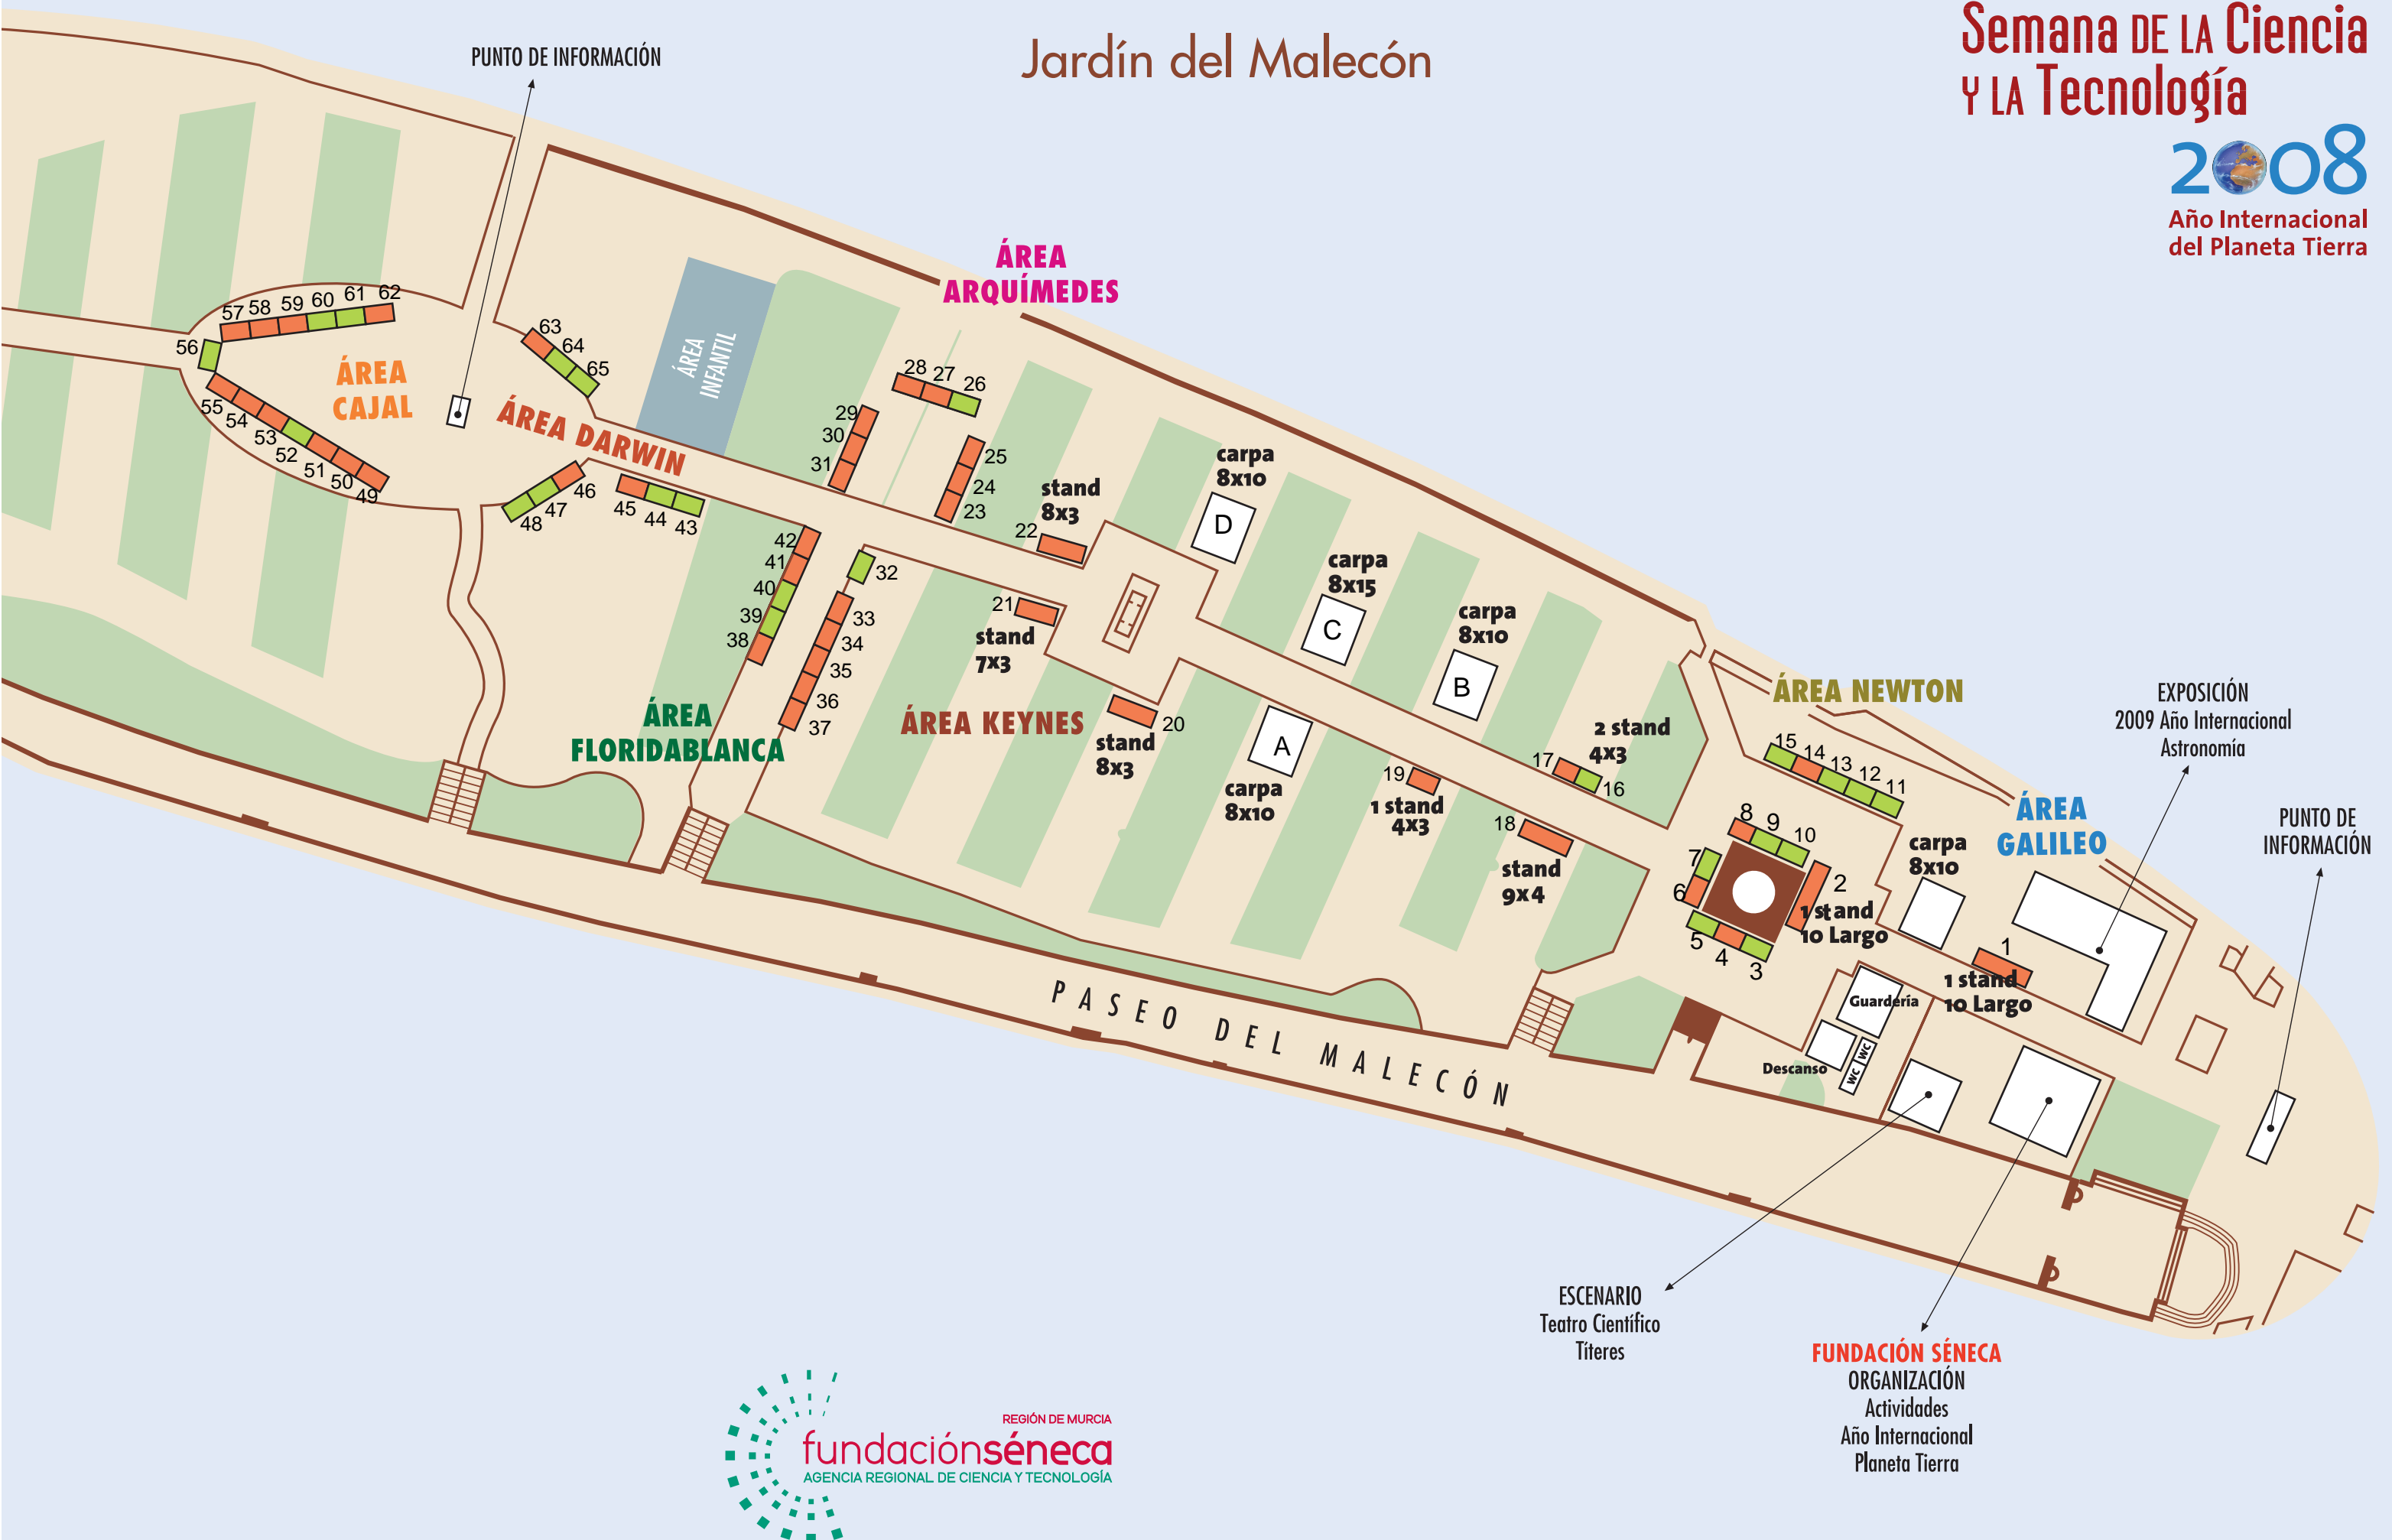 Jardín del Malecón
Semana DE LA Ciencia
Y LA Tecnología
2008
Año Internacional
del Planeta Tierra
PUNTO DE INFORMACIÓN
ÁREA
ARQUÍMEDES
57 58 59 60 61 62
56
ÁREA
CAJAL
55
54
53
52
51
50
49
63
64
65
ÁREA
INFANTIL
ÁREA DARWIN
46
47
48
45
44
43
28
27
26
29
30
31
25
24
23
stand
8x3
22
carpa
8x10
D
42
41
40
39
38
32
33
34
35
36
37
21
stand
7x3
carpa
8x15
C
carpa
8x10
B
ÁREA
FLORIDABLANCA
ÁREA KEYNES
20
stand
8x3
A
carpa
8x10
19
1 stand
4x3
2 stand
4x3
17
16
18
stand
9x4
ÁREA NEWTON
15
14
13
12
11
8
9
10
7
6
5
4
3
2
1 stand
10 Largo
ÁREA
GALILEO
carpa
8x10
1
1 stand
10 Largo
EXPOSICIÓN
2009 Año Internacional
Astronomía
PUNTO DE
INFORMACIÓN
Guardería
Descanso
WC
WC
PASEO DEL MALECÓN
ESCENARIO
Teatro Científico
Títeres
FUNDACIÓN SÉNECA
ORGANIZACIÓN
Actividades
Año Internacional
Planeta Tierra
REGIÓN DE MURCIA
fundaciónséneca
AGENCIA REGIONAL DE CIENCIA Y TECNOLOGÍA